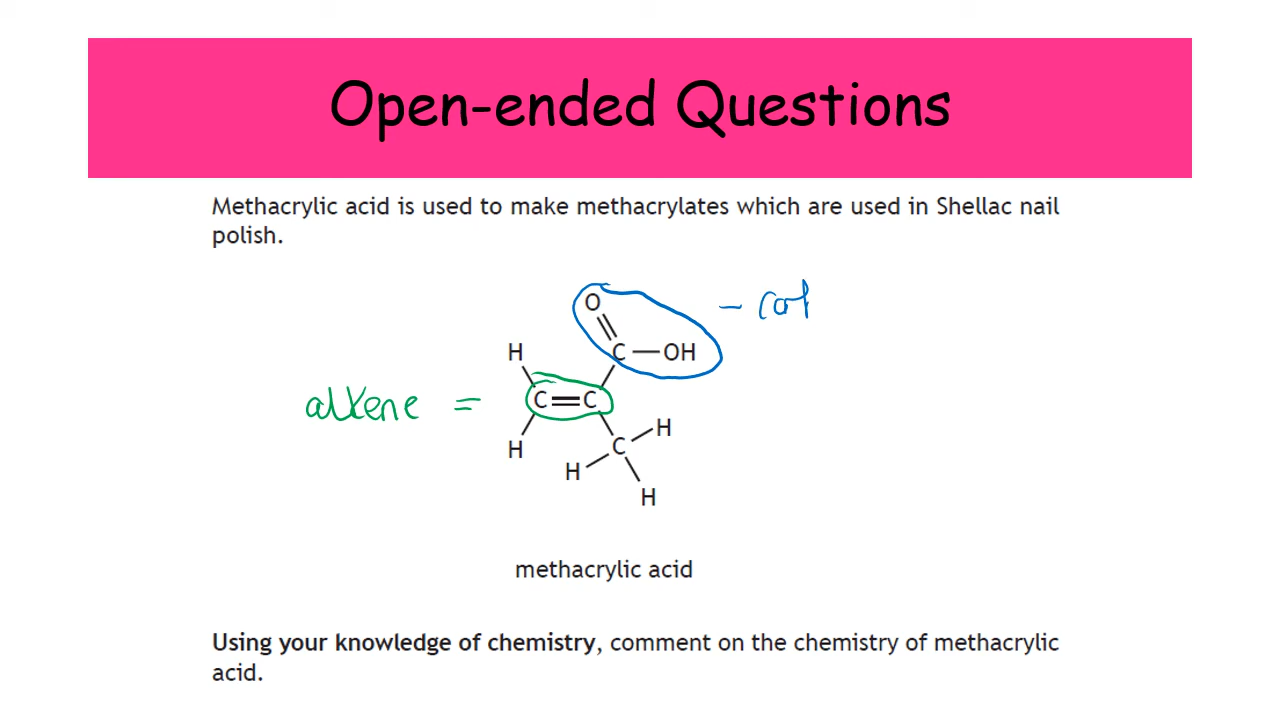 Open-ended Questions
Methacrylic acid is used to make methacrylates which are used in Shellac nail
polish.
O
H C — OH
alkene = C = C
H C H
H
H
methacrylic acid
Using your knowledge of chemistry, comment on the chemistry of methacrylic
acid.